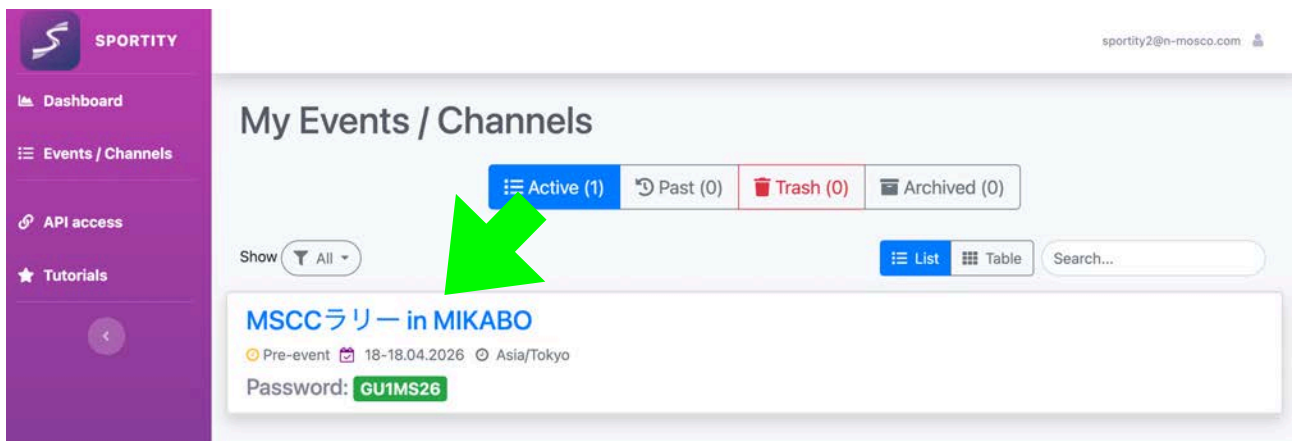 SPORTITY
sportity2@n-mosco.com
Dashboard
Events / Channels
API access
Tutorials
My Events / Channels
Active (1) Past (0) Trash (0) Archived (0)
Show All List Table Search...
MSCCラリー in MIKABO
Pre-event 18-18.04.2026 Asia/Tokyo
Password: GU1MS26